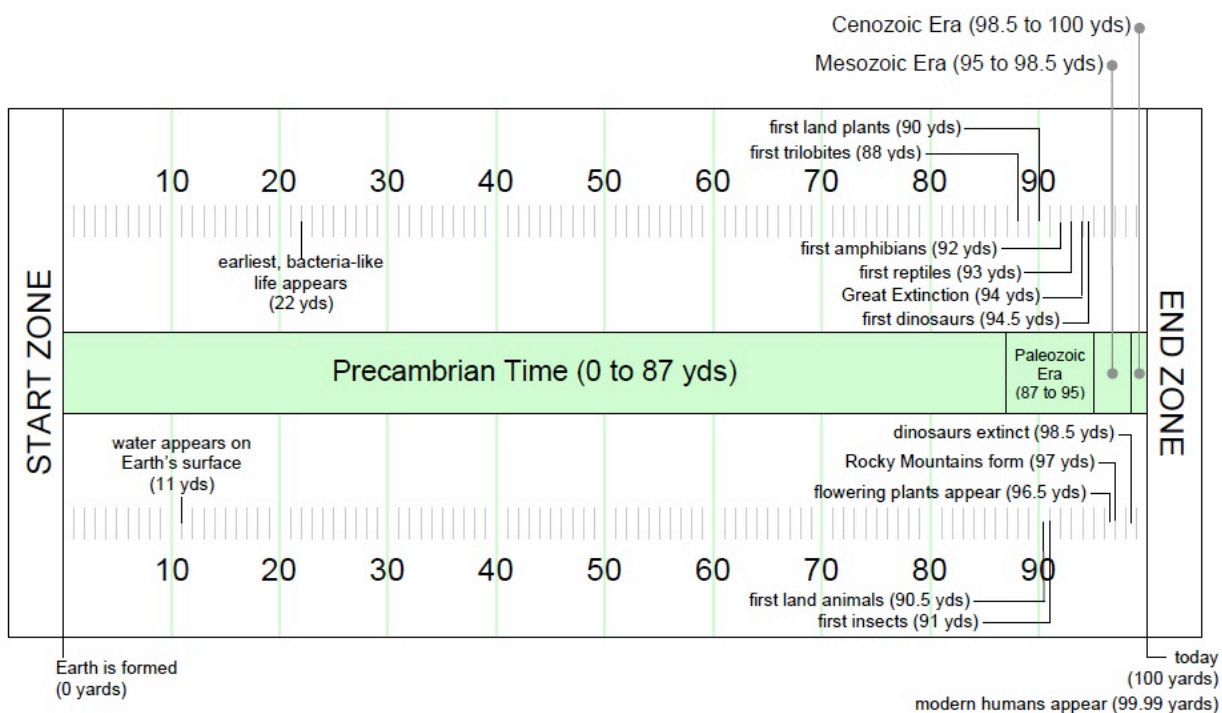 Cenozoic Era (98.5 to 100 yds)
Mesozoic Era (95 to 98.5 yds)
first land plants (90 yds)
first trilobites (88 yds)
10 20 30 40 50 60 70 80 90
earliest, bacteria-like
life appears
(22 yds)
first amphibians (92 yds)
first reptiles (93 yds)
Great Extinction (94 yds)
first dinosaurs (94.5 yds)
START ZONE
Precambrian Time (0 to 87 yds)
Paleozoic
Era
(87 to 95)
END ZONE
water appears on
Earth's surface
(11 yds)
dinosaurs extinct (98.5 yds)
Rocky Mountains form (97 yds)
flowering plants appear (96.5 yds)
10 20 30 40 50 60 70 80 90
first land animals (90.5 yds)
first insects (91 yds)
Earth is formed
(0 yards)
today
(100 yards)
modern humans appear (99.99 yards)